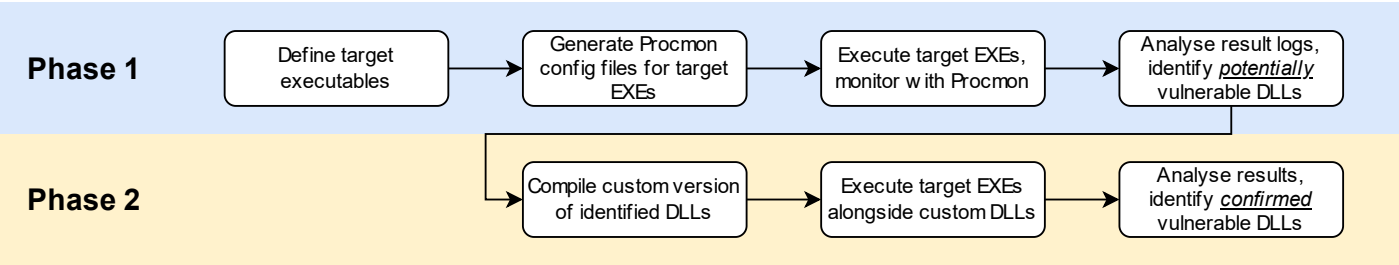 Phase 1
Define target
executables
Generate Procmon
config files for target
EXEs
Execute target EXEs,
monitor with Procmon
Analyse result logs,
identify potentially
vulnerable DLLs
Phase 2
Compile custom version
of identified DLLs
Execute target EXEs
alongside custom DLLs
Analyse results,
identify confirmed
vulnerable DLLs